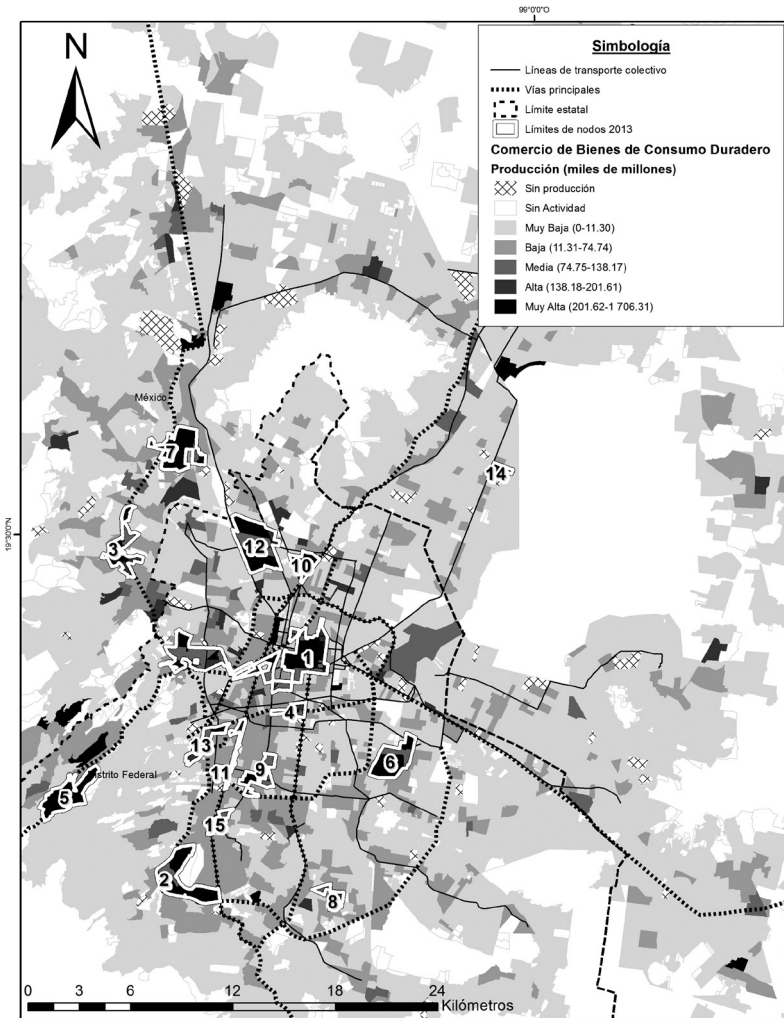 99°0'0"O
N
Simbología
Líneas de transporte colectivo
Vías principales
Límite estatal
Límites de nodos 2013
Comercio de Bienes de Consumo Duradero
Producción (miles de millones)
Sin producción
Sin Actividad
Muy Baja (0-11.30)
Baja (11.31-74.74)
Media (74.75-138.17)
Alta (138.18-201.61)
Muy Alta (201.62-1 706.31)
México
7
14
19°30'0"N
3
12
10
1
4
13
6
11
9
Distrito Federal
5
15
2
8
0 3 6 12 18 24
Kilómetros